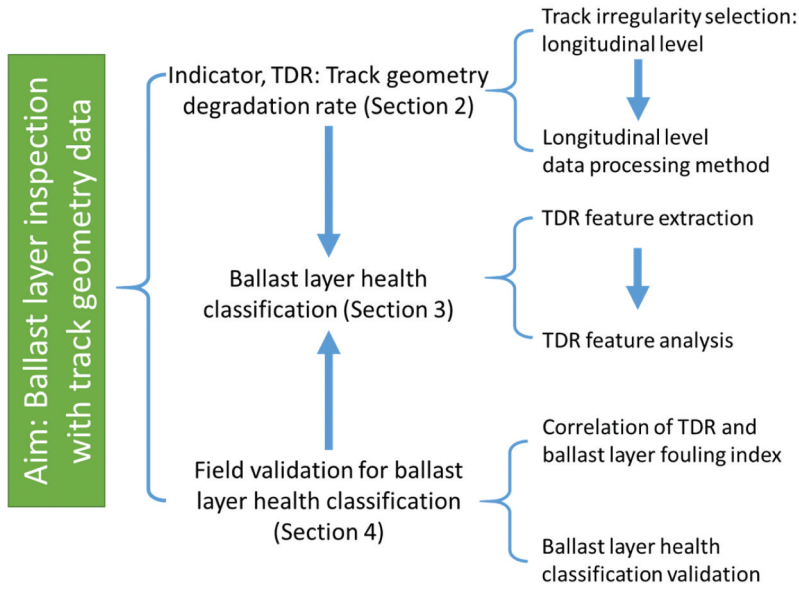 Aim: Ballast layer inspection
with track geometry data
Indicator, TDR: Track geometry
degradation rate (Section 2)
Track irregularity selection:
longitudinal level
Longitudinal level
data processing method
Ballast layer health
classification (Section 3)
TDR feature extraction
TDR feature analysis
Field validation for ballast
layer health classification
(Section 4)
Correlation of TDR and
ballast layer fouling index
Ballast layer health
classification validation